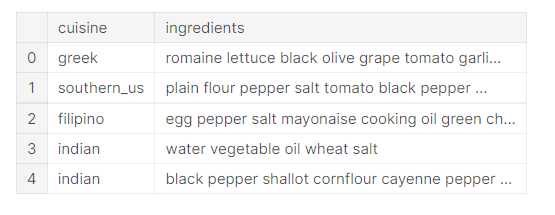 cuisine ingredients
0 greek romaine lettuce black olive grape tomato garli...
1 southern_us plain flour pepper salt tomato black pepper ...
2 filipino egg pepper salt mayonaise cooking oil green ch...
3 indian water vegetable oil wheat salt
4 indian black pepper shallot cornflour cayenne pepper ...